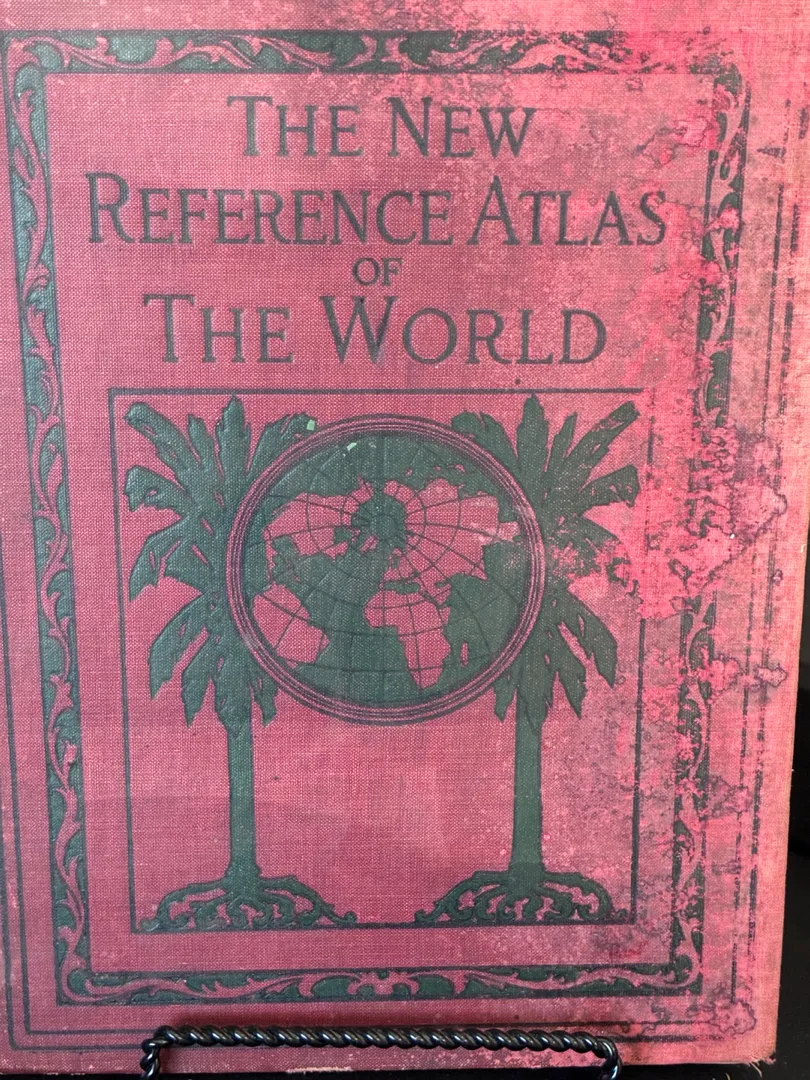 THE NEW
REFERENCE ATLAS
OF
THE WORLD